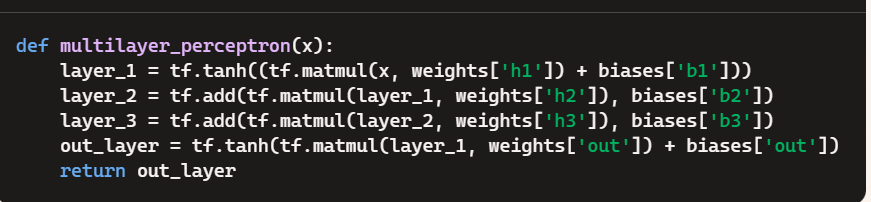 def multilayer_perceptron(x):
    layer_1 = tf.tanh((tf.matmul(x, weights['h1']) + biases['b1']))
    layer_2 = tf.add(tf.matmul(layer_1, weights['h2']), biases['b2'])
    layer_3 = tf.add(tf.matmul(layer_2, weights['h3']), biases['b3'])
    out_layer = tf.tanh(tf.matmul(layer_1, weights['out']) + biases['out'])
    return out_layer